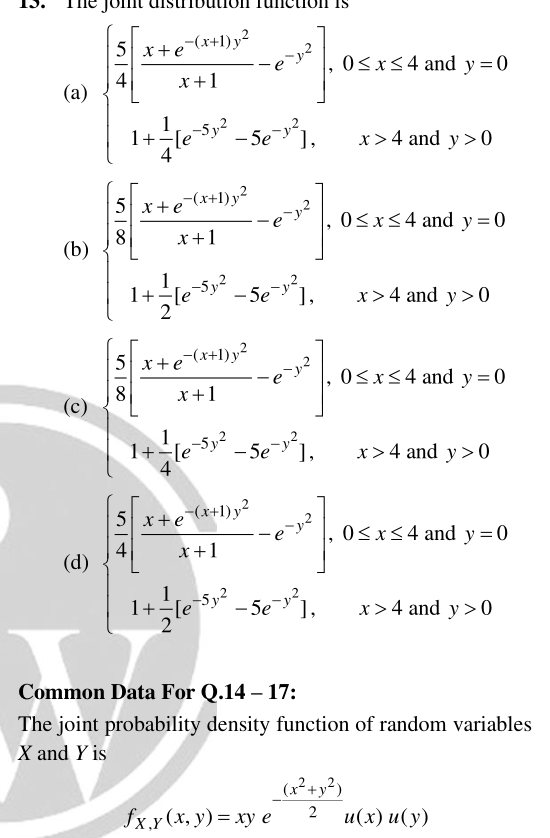 13. The joint distribution function is
(a) { 5/4 [ (x + e^{-(x+1)y^2})/(x+1) - e^{-y^2} ], 0 ≤ x ≤ 4 and y = 0
1 + 1/4 [e^{-5y^2} - 5e^{-y^2}], x > 4 and y > 0
(b) { 5/8 [ (x + e^{-(x+1)y^2})/(x+1) - e^{-y^2} ], 0 ≤ x ≤ 4 and y = 0
1 + 1/2 [e^{-5y^2} - 5e^{-y^2}], x > 4 and y > 0
(c) { 5/8 [ (x + e^{-(x+1)y^2})/(x+1) - e^{-y^2} ], 0 ≤ x ≤ 4 and y = 0
1 + 1/4 [e^{-5y^2} - 5e^{-y^2}], x > 4 and y > 0
(d) { 5/4 [ (x + e^{-(x+1)y^2})/(x+1) - e^{-y^2} ], 0 ≤ x ≤ 4 and y = 0
1 + 1/2 [e^{-5y^2} - 5e^{-y^2}], x > 4 and y > 0
Common Data For Q.14 – 17:
The joint probability density function of random variables
X and Y is
f_{X,Y}(x, y) = xy e^{-(x^2+y^2)/2} u(x) u(y)